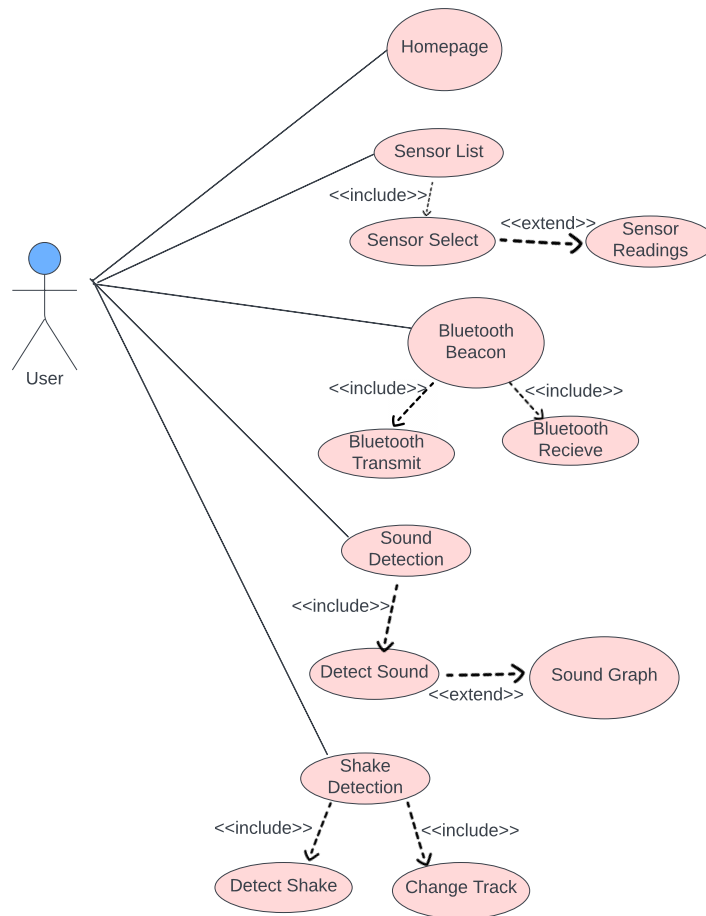 Homepage
Sensor List
<<include>>
Sensor Select
<<extend>>
Sensor
Readings
User
Bluetooth
Beacon
<<include>>
<<include>>
Bluetooth
Transmit
Bluetooth
Recieve
Sound
Detection
<<include>>
Detect Sound
<<extend>>
Sound Graph
Shake
Detection
<<include>>
<<include>>
Detect Shake
Change Track